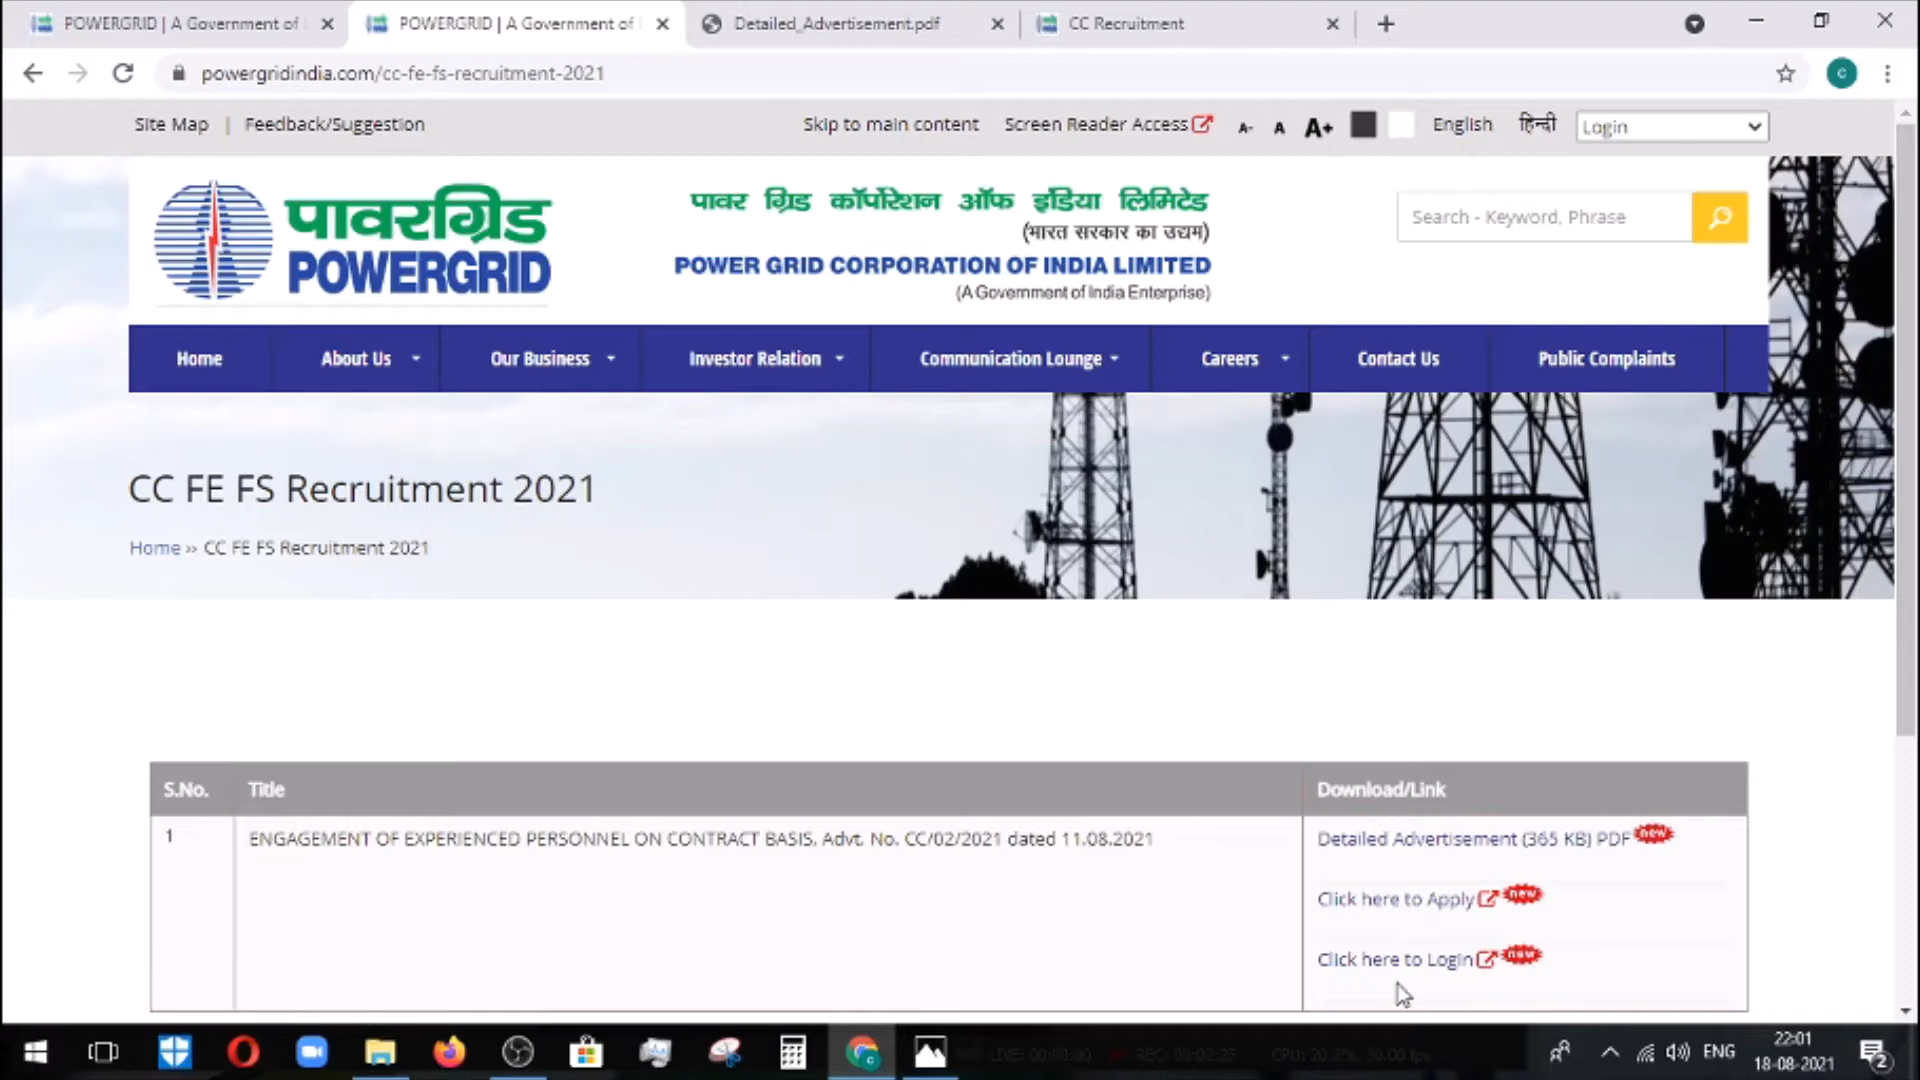 POWERGRID | A Government of
POWERGRID | A Government of
Detailed_Advertisement.pdf
CC Recruitment
powergridindia.com/cc-fe-fs-recruitment-2021
C
Site Map | Feedback/Suggestion
Skip to main content
Screen Reader Access
A-
A
A+
English
हिन्दी
Login
पावरग्रिड
POWERGRID
पावर ग्रिड कॉर्पोरेशन ऑफ इंडिया लिमिटेड
(भारत सरकार का उद्यम)
POWER GRID CORPORATION OF INDIA LIMITED
(A Government of India Enterprise)
Search - Keyword, Phrase
Home
About Us
Our Business
Investor Relation
Communication Lounge
Careers
Contact Us
Public Complaints
CC FE FS Recruitment 2021
Home » CC FE FS Recruitment 2021
S.No.
Title
Download/Link
1
ENGAGEMENT OF EXPERIENCED PERSONNEL ON CONTRACT BASIS, Advt. No. CC/02/2021 dated 11.08.2021
Detailed Advertisement (365 KB) PDF new
Click here to Apply new
Click here to Login new
ENG
22:01
18-08-2021
2